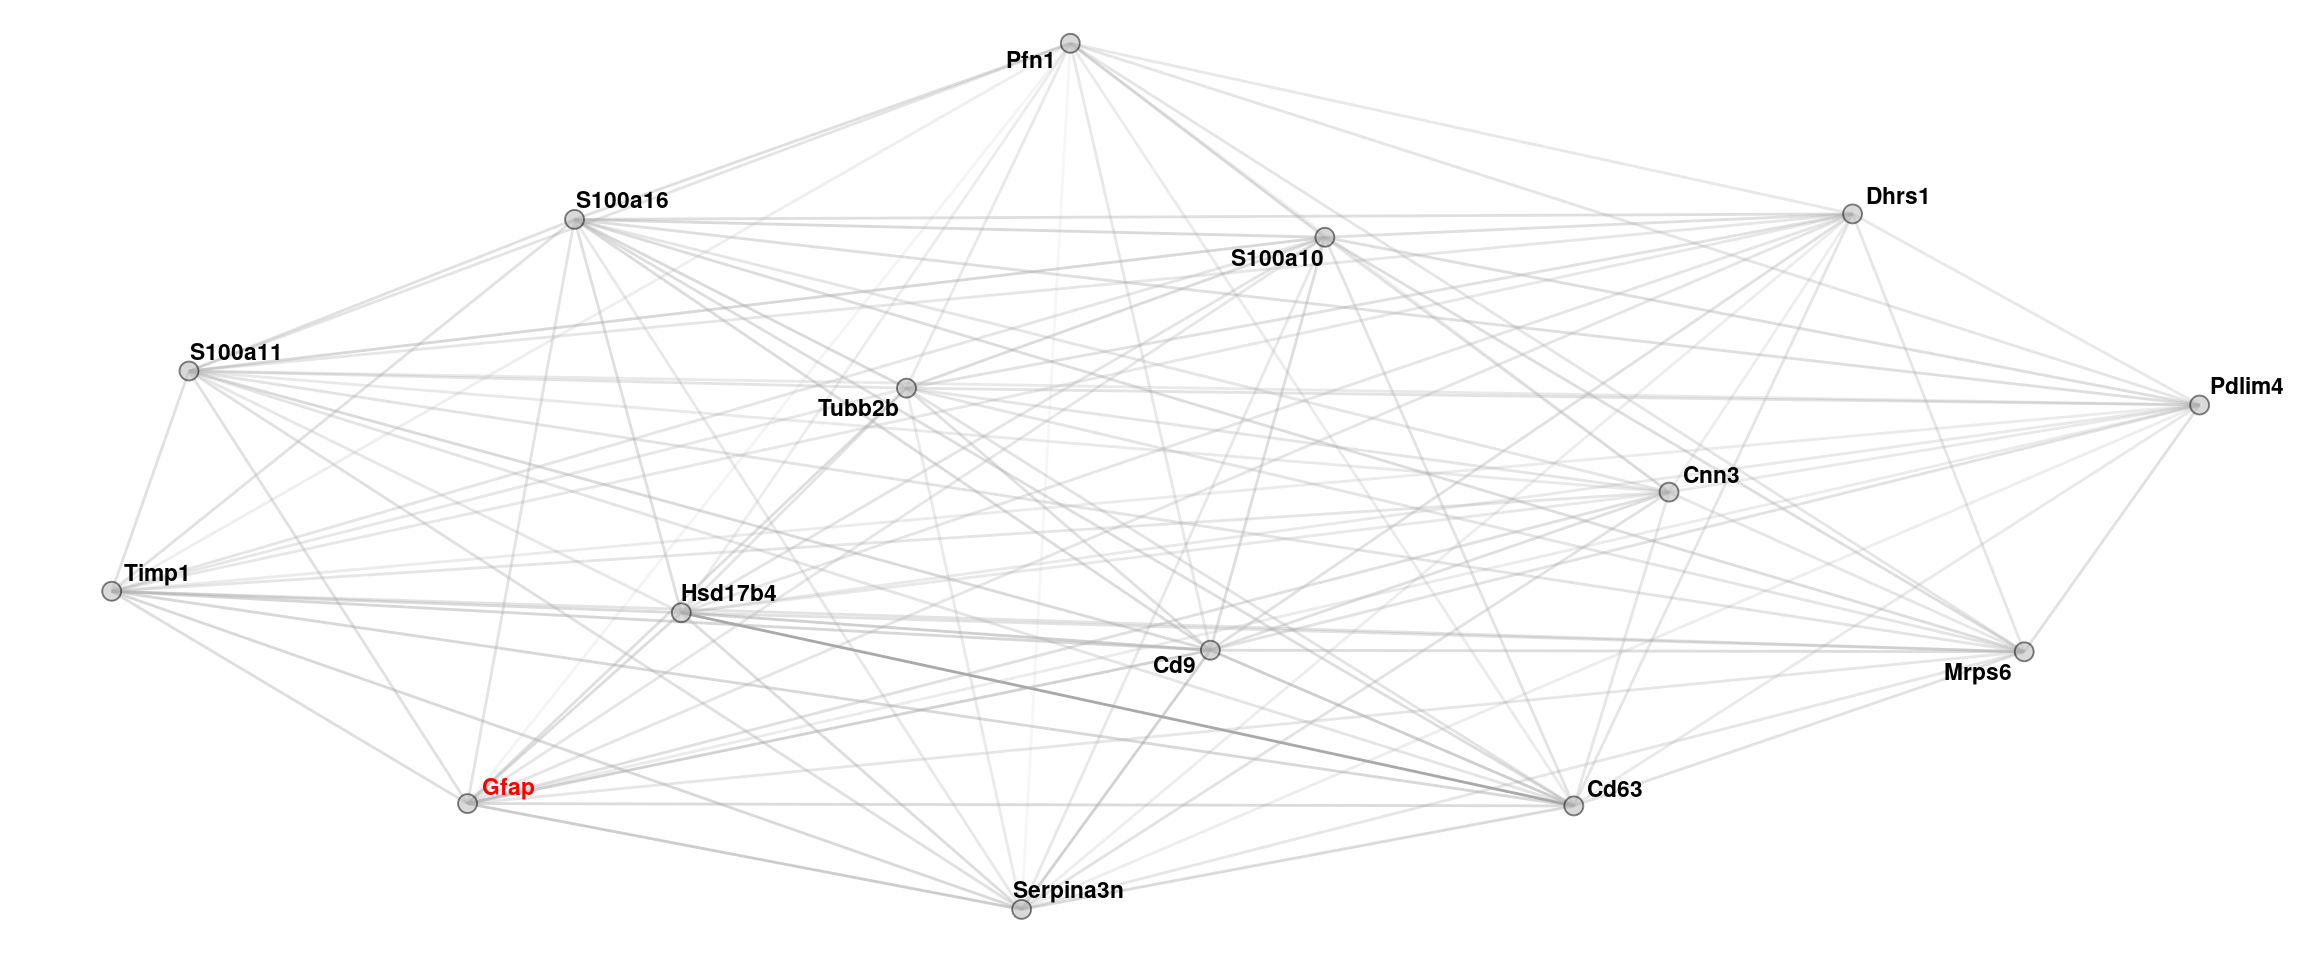 Pfn1
S100a16
Dhrs1
S100a10
S100a11
Pdlim4
Tubb2b
Cnn3
Timp1
Hsd17b4
Cd9
Mrps6
Gfap
Cd63
Serpina3n